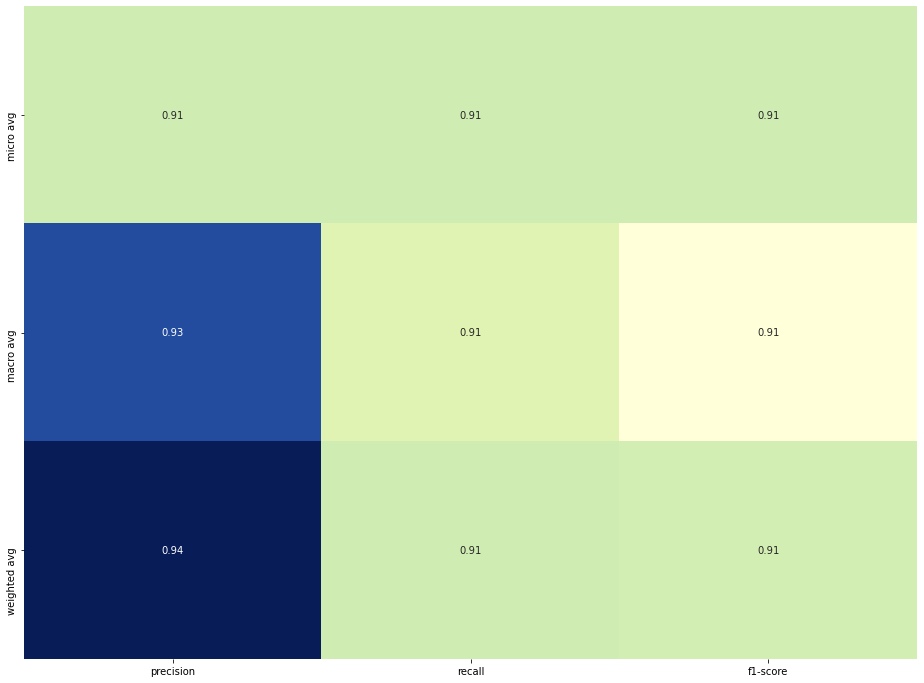 micro avg
0.91 0.91 0.91
macro avg
0.93 0.91 0.91
weighted avg
0.94 0.91 0.91
precision recall f1-score